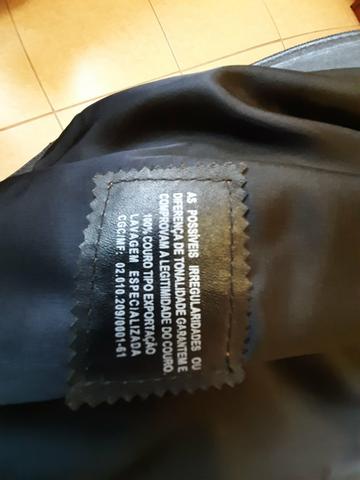 AS POSSÍVEIS IRREGULARIDADES OU
DIFERENÇA DE TONALIDADE GARANTEM E
COMPROVAM A LEGITIMIDADE DO COURO.
100% COURO TIPO EXPORTAÇÃO
LAVAGEM ESPECIALIZADA
CGC/MF: 02.010.209/0001-61